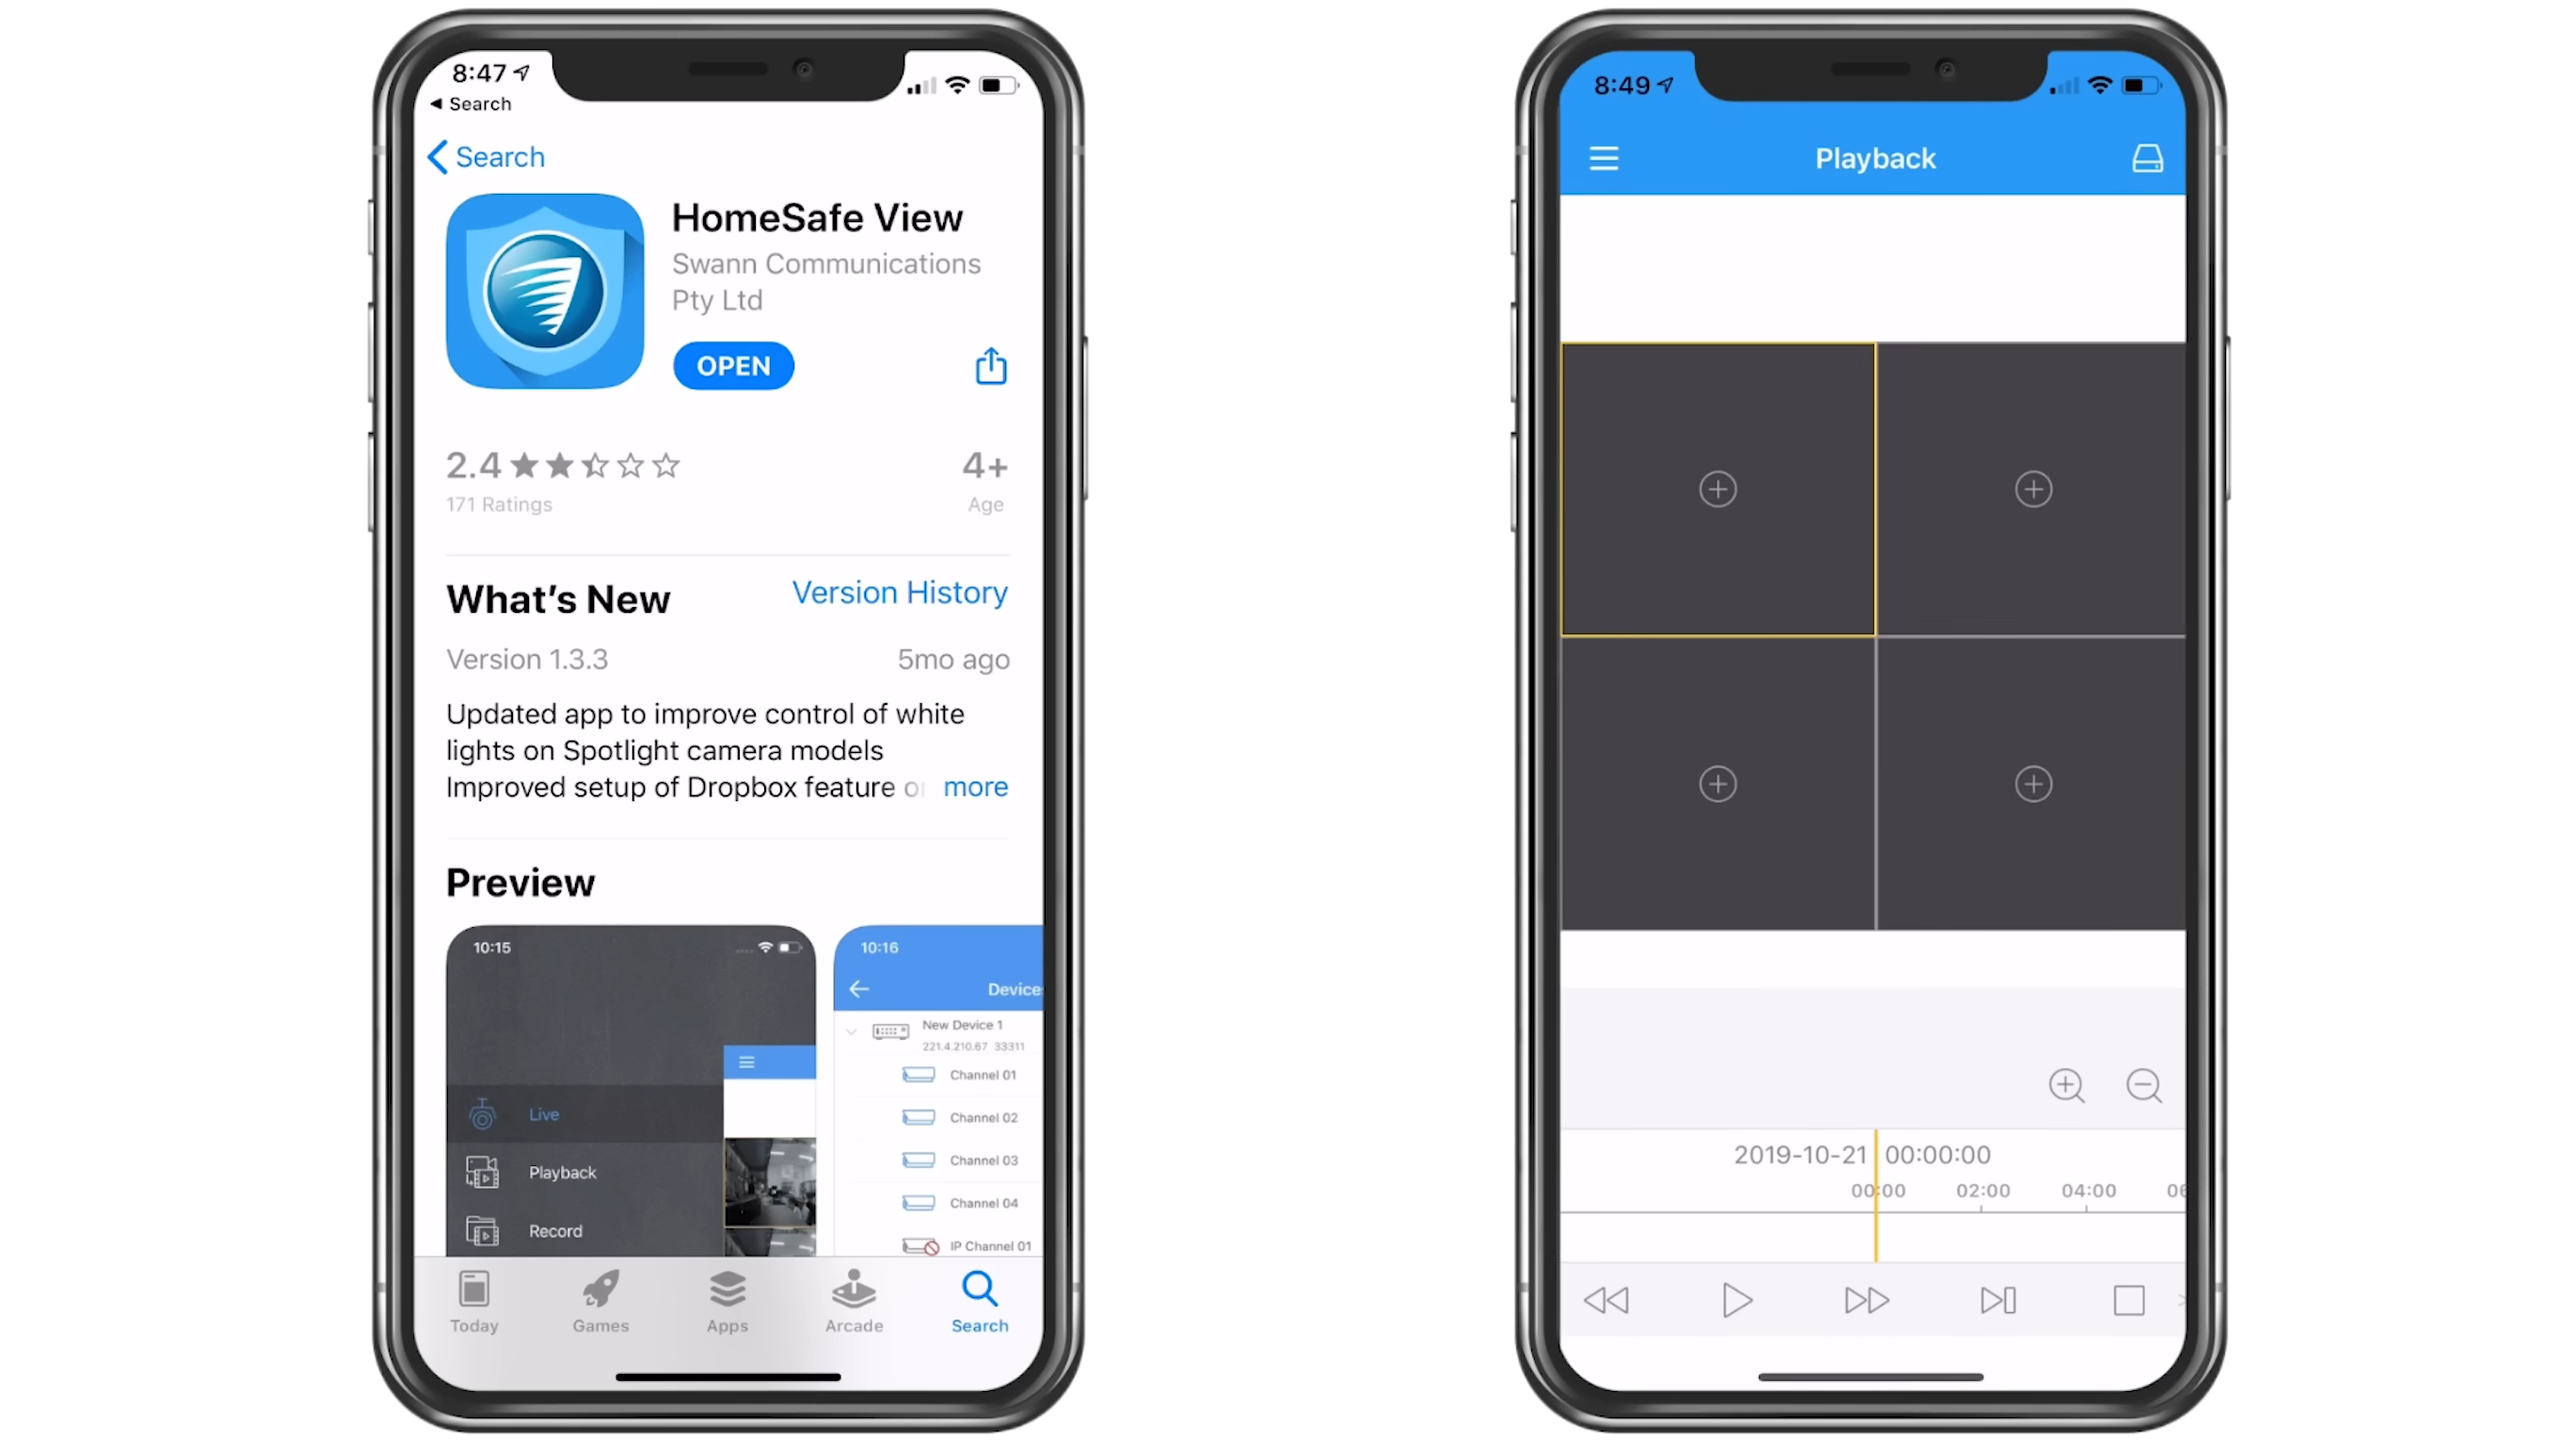 8:47
Search
Search
HomeSafe View
Swann Communications
Pty Ltd
OPEN
2.4
4+
171 Ratings
Age
What's New
Version History
Version 1.3.3
5mo ago
Updated app to improve control of white
lights on Spotlight camera models
Improved setup of Dropbox feature
more
Preview
10:15
Live
Playback
Record
10:16
New Device 1
221.4.210.67 33311
Channel 01
Channel 02
Channel 03
Channel 04
IP Channel 01
Today
Games
Apps
Arcade
Search
8:49
Playback
2019-10-21 00:00:00
00:00 02:00 04:00